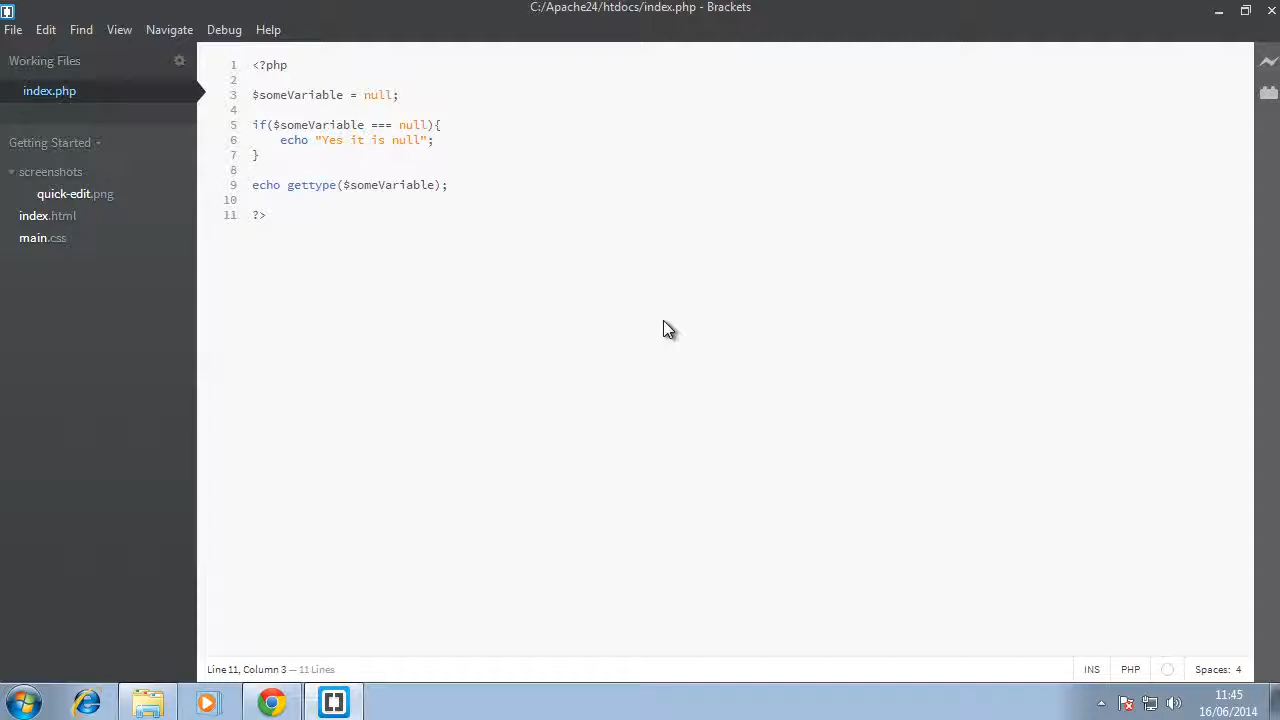 C:/Apache24/htdocs/index.php - Brackets
File Edit Find View Navigate Debug Help
Working Files
index.php
Getting Started
screenshots
quick-edit.png
index.html
main.css
1 <?php
2
3 $someVariable = null;
4
5 if($someVariable === null){
6     echo "Yes it is null";
7 }
8
9 echo gettype($someVariable);
10
11 ?>
Line 11, Column 3 — 11 Lines
INS PHP Spaces: 4
11:45
16/06/2014